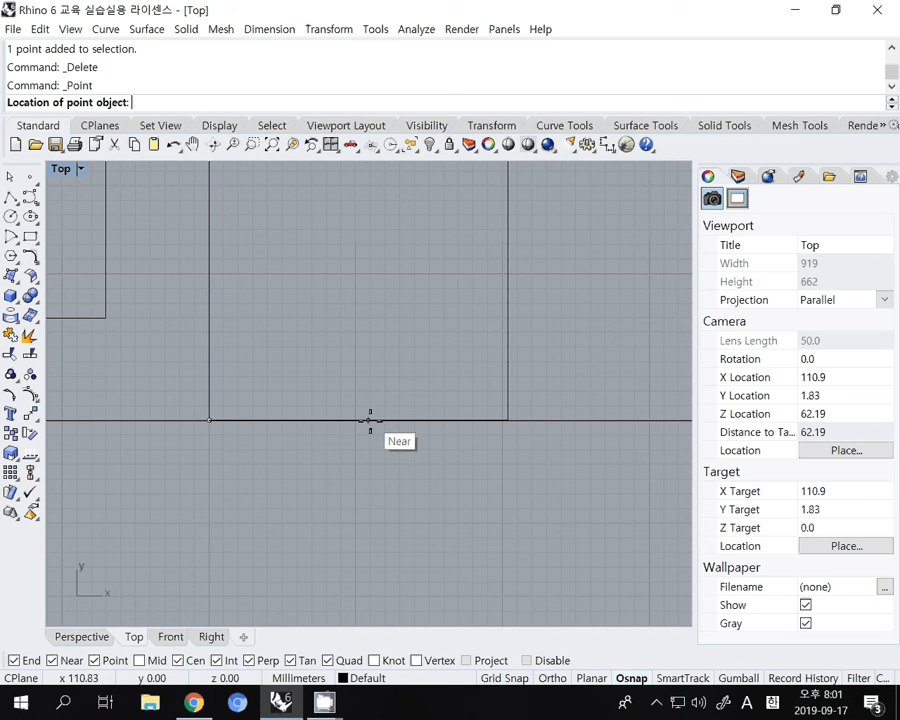 Rhino 6 교육 실습실용 라이센스 - [Top]
File Edit View Curve Surface Solid Mesh Dimension Transform Tools Analyze Render Panels Help
1 point added to selection.
Command: _Delete
Command: _Point
Location of point object:
Standard CPlanes Set View Display Select Viewport Layout Visibility Transform Curve Tools Surface Tools Solid Tools Mesh Tools Rende »
Top
Near
y
x
Viewport
Title Top
Width 919
Height 662
Projection Parallel
Camera
Lens Length 50.0
Rotation 0.0
X Location 110.9
Y Location 1.83
Z Location 62.19
Distance to Ta... 62.19
Location Place...
Target
X Target 110.9
Y Target 1.83
Z Target 0.0
Location Place...
Wallpaper
Filename (none) ...
Show
Gray
Perspective Top Front Right
End Near Point Mid Cen Int Perp Tan Quad Knot Vertex Project Disable
CPlane x 110.83 y 0.00 z 0.00 Millimeters Default Grid Snap Ortho Planar Osnap SmartTrack Gumball Record History Filter C...
6
A
오후 8:01
2019-09-17
3